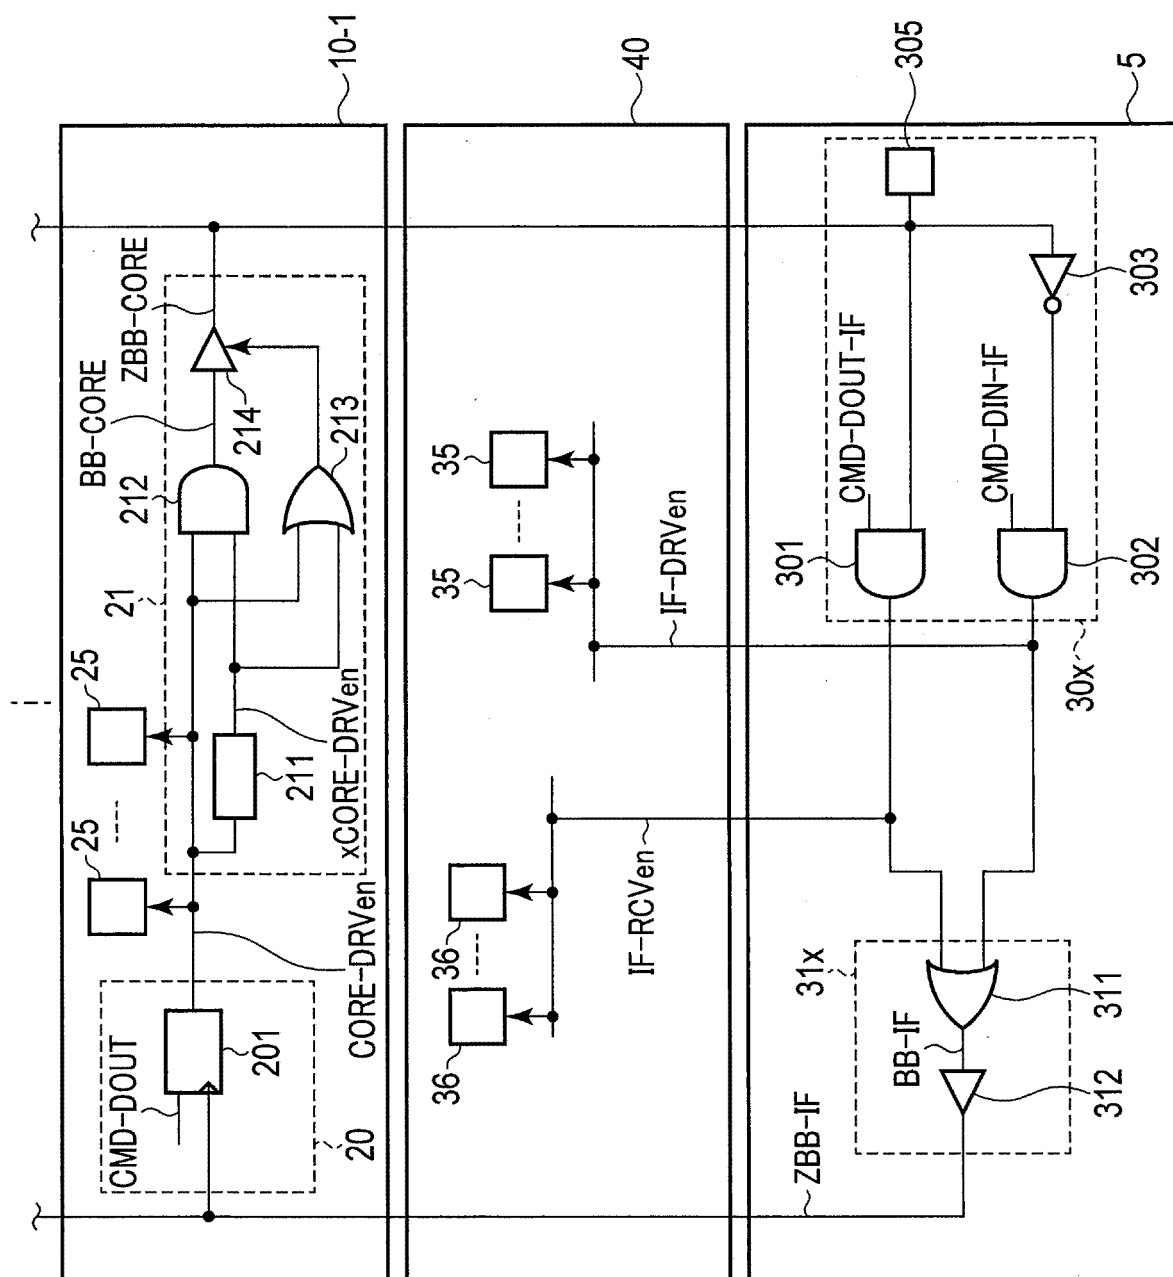 10-1
40
305
5
ZBB-CORE
BB-CORE
212
214
213
21
25
25
211
xCORE-DRVen
CORE-DRVen
CMD-DOUT
201
20
35
35
IF-DRVen
36
36
IF-RCVen
303
CMD-DOUT-IF
CMD-DIN-IF
301
302
30x
31x
311
BB-IF
312
ZBB-IF